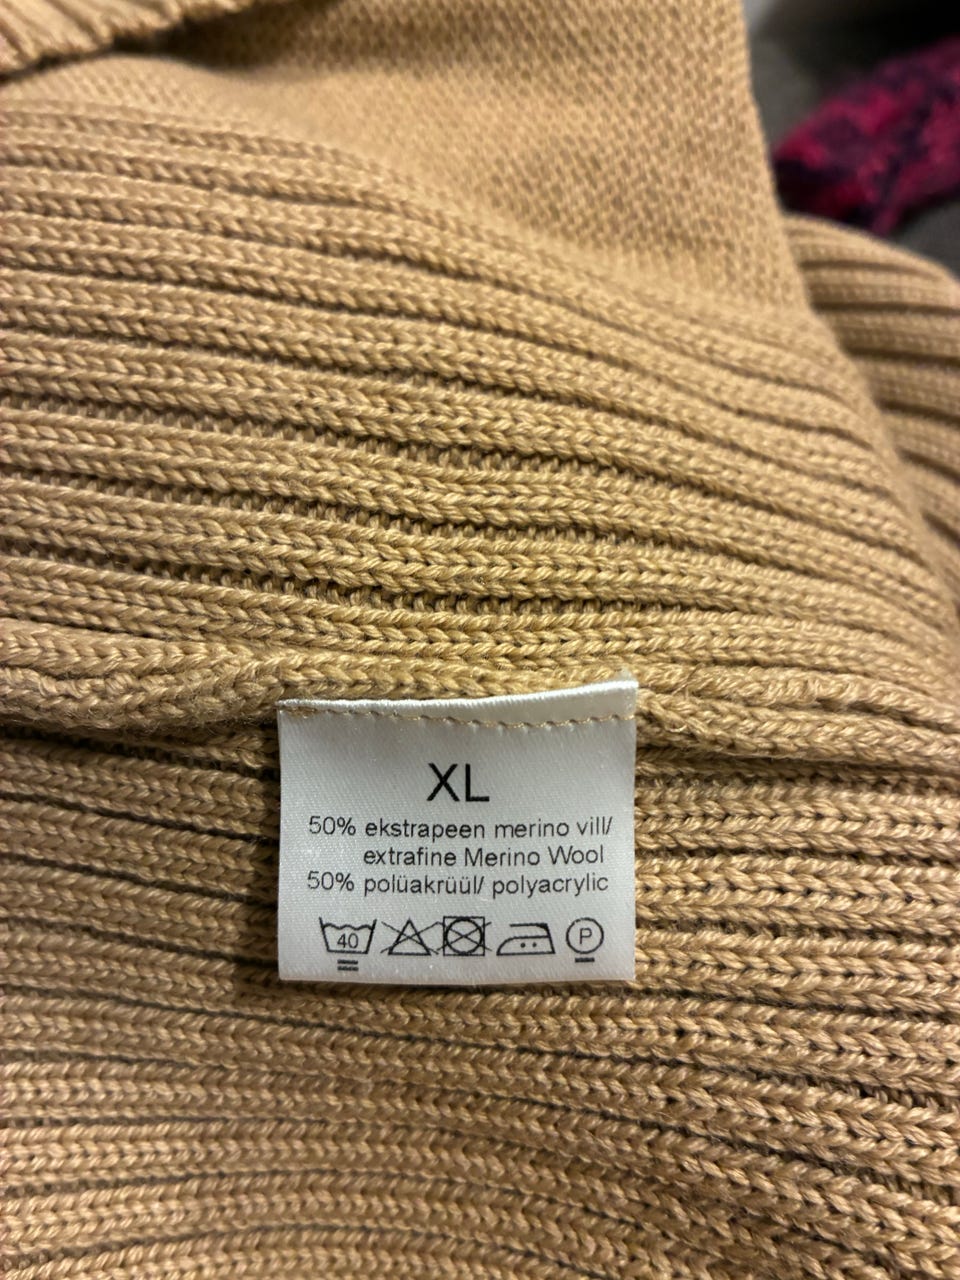 XL
50% ekstrapeen merino vill/
extrafine Merino Wool
50% polüakrüül/ polyacrylic
40 P